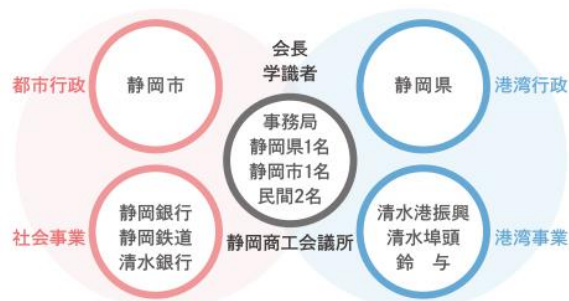 会長
学識者
都市行政
静岡市
静岡県
港湾行政
事務局
静岡県1名
静岡市1名
民間2名
静岡商工会議所
社会事業
静岡銀行
静岡鉄道
清水銀行
清水港振興
清水埠頭
鈴　与
港湾事業